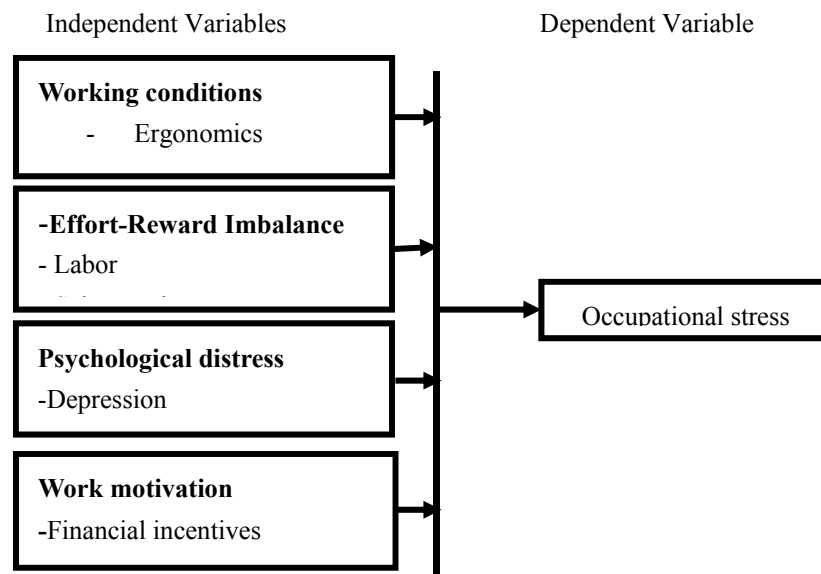 Independent Variables
Dependent Variable
Working conditions
- Ergonomics
-Effort-Reward Imbalance
- Labor
Psychological distress
-Depression
Work motivation
-Financial incentives
Occupational stress